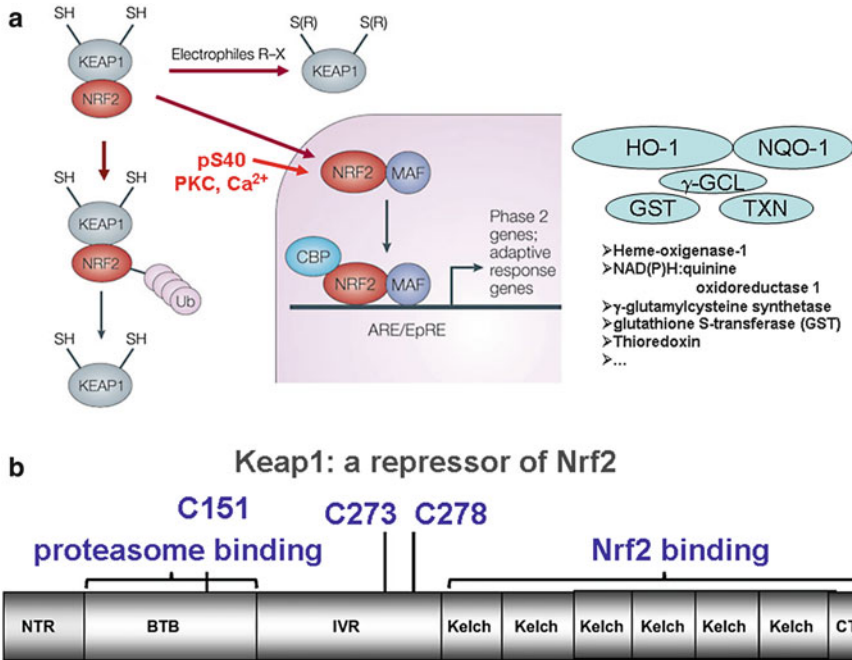 a
SH SH
KEAP1
NRF2
Electrophiles R–X
S(R) S(R)
KEAP1
SH SH
KEAP1
NRF2
Ub
SH SH
KEAP1
pS40
PKC, Ca²⁺
NRF2 MAF
CBP
NRF2 MAF
ARE/EpRE
Phase 2
genes;
adaptive
response
genes
HO-1 NQO-1
γ-GCL
GST TXN
➢Heme-oxigenase-1
➢NAD(P)H:quinine
oxidoreductase 1
➢γ-glutamylcysteine synthetase
➢glutathione S-transferase (GST)
➢Thioredoxin
➢...
b
Keap1: a repressor of Nrf2
C151 C273 C278
proteasome binding Nrf2 binding
NTR BTB IVR Kelch Kelch Kelch Kelch Kelch Kelch